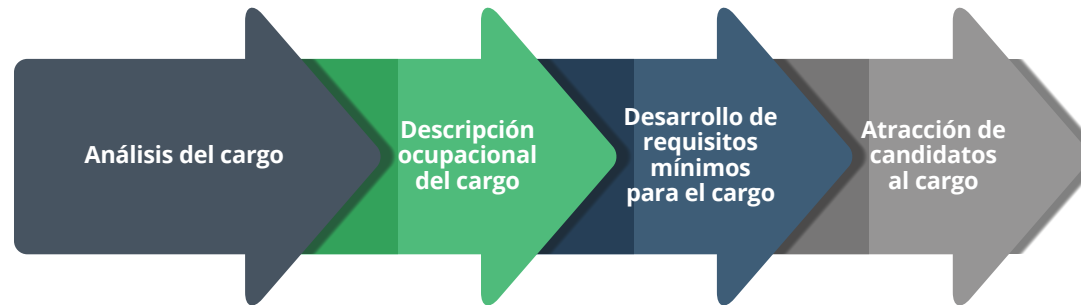 Análisis del cargo
Descripción
ocupacional
del cargo
Desarrollo de
requisitos
mínimos
para el cargo
Atracción de
candidatos
al cargo